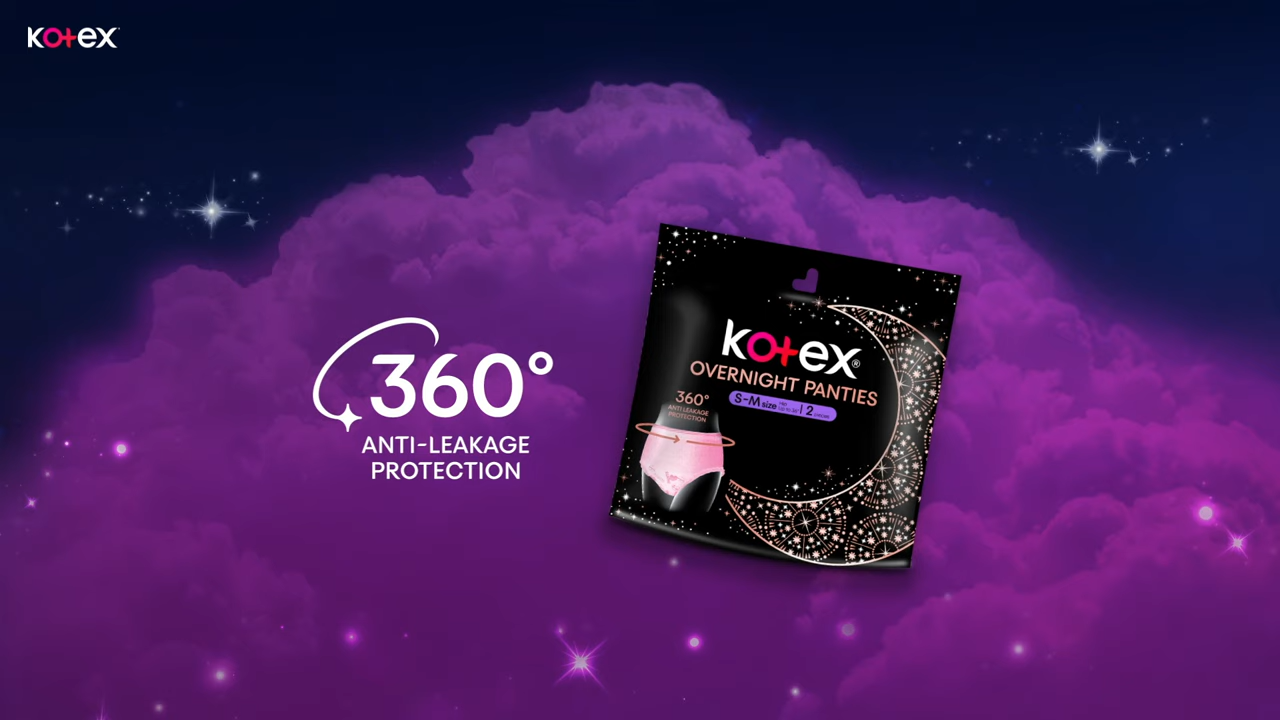 Kotex
360°
ANTI-LEAKAGE
PROTECTION
Kotex®
OVERNIGHT PANTIES
S-M size | 2
360°
ANTI LEAKAGE
PROTECTION